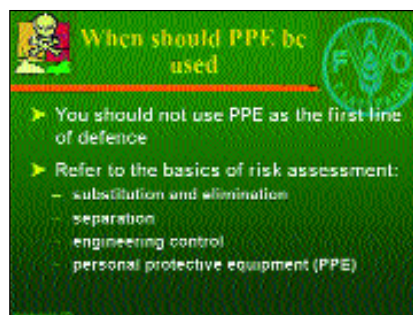 When should PPE be
used
F A O
➤ You should not use PPE as the first line
of defence
➤ Refer to the basics of risk assessment:
– substitution and elimination
– separation
– engineering control
– personal protective equipment (PPE)